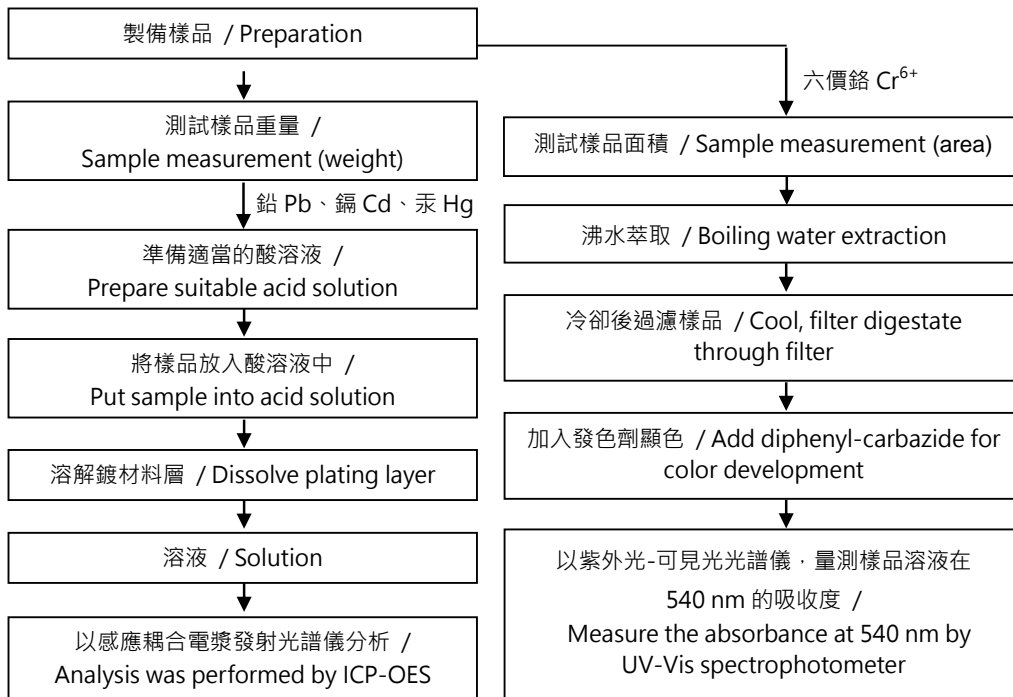 製備樣品 / Preparation
六價鉻 Cr⁶⁺
測試樣品重量 /
Sample measurement (weight)
鉛 Pb、鎘 Cd、汞 Hg
準備適當的酸溶液 /
Prepare suitable acid solution
將樣品放入酸溶液中 /
Put sample into acid solution
溶解鍍材料層 / Dissolve plating layer
溶液 / Solution
以感應耦合電漿發射光譜儀分析 /
Analysis was performed by ICP-OES
測試樣品面積 / Sample measurement (area)
沸水萃取 / Boiling water extraction
冷卻後過濾樣品 / Cool, filter digestate
through filter
加入發色劑顯色 / Add diphenyl-carbazide for
color development
以紫外光-可見光光譜儀，量測樣品溶液在
540 nm 的吸收度 /
Measure the absorbance at 540 nm by
UV-Vis spectrophotometer